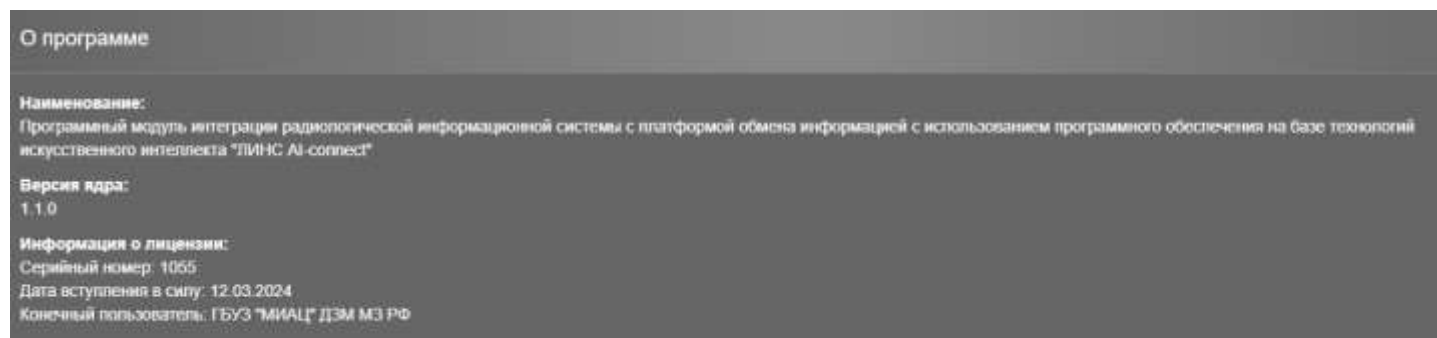 О программе
Наименование:
Программный модуль интеграции радиологической информационной системы с платформой обмена информацией с использованием программного обеспечения на базе технологий
искусственного интеллекта "ЛИНС AI-connect"
Версия ядра:
1.1.0
Информация о лицензии:
Серийный номер: 1055
Дата вступления в силу: 12.03.2024
Конечный пользователь: ГБУЗ "МИАЦ" ДЗМ МЗ РФ